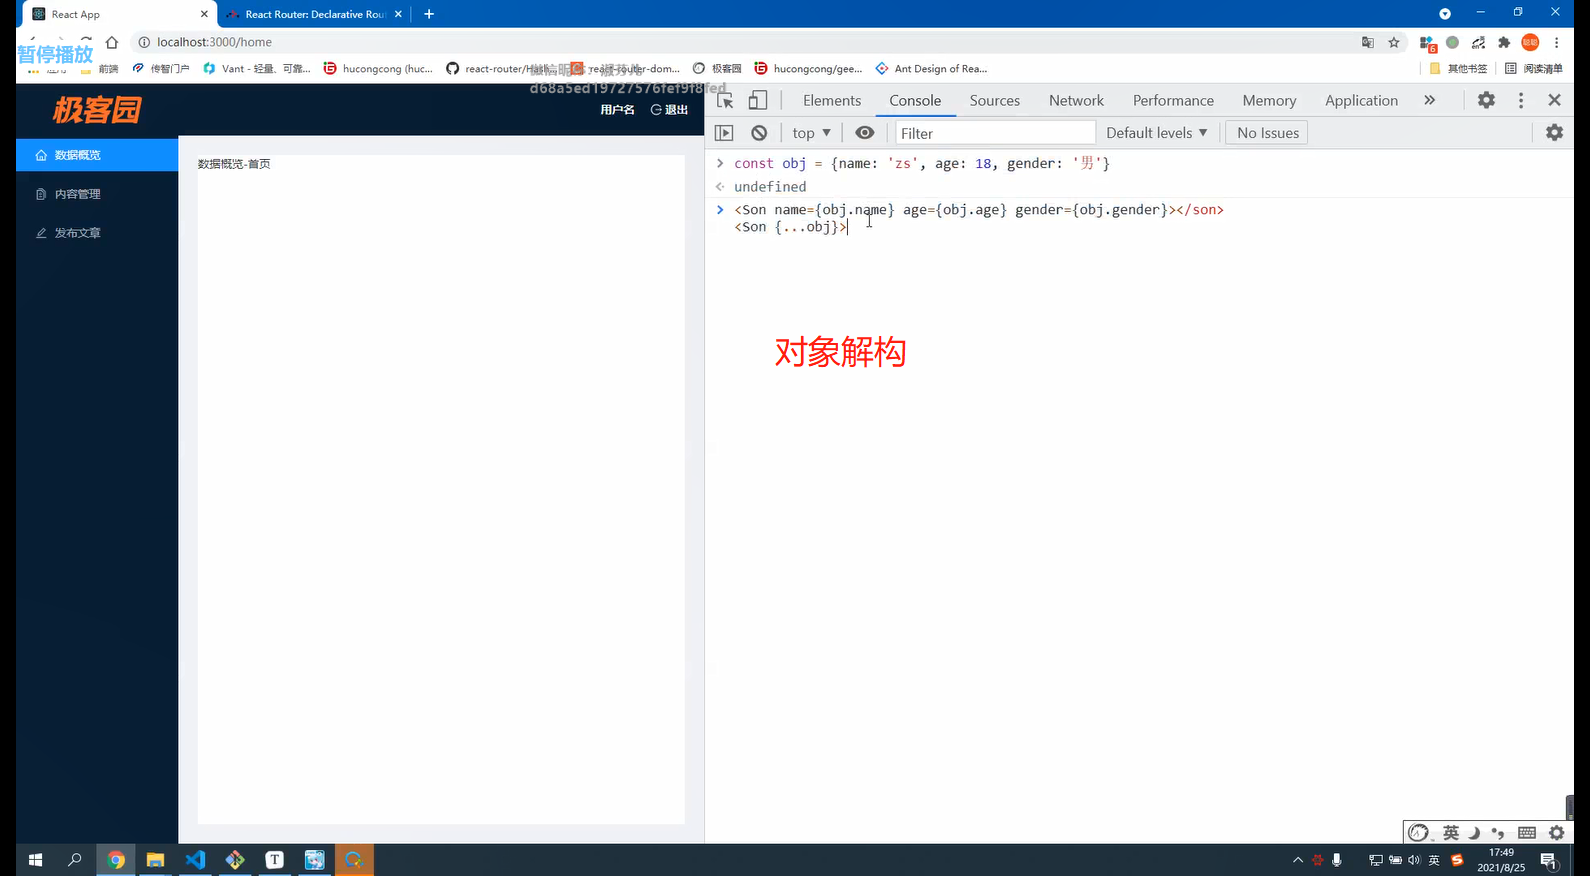 React App
React Router: Declarative Rou
localhost:3000/home
暂停播放
应用
前端
传智门户
Vant - 轻量、可靠...
hucongcong (huc...
react-router/Hash...
react-router-dom...
极客园
hucongcong/gee...
Ant Design of Rea...
其他书签
阅读清单
d68a5ed19727576fef9f8fed
极客园
用户名
退出
数据概览
内容管理
发布文章
数据概览-首页
Elements
Console
Sources
Network
Performance
Memory
Application
top
Filter
Default levels
No Issues
const obj = {name: 'zs', age: 18, gender: '男'}
undefined
<Son name={obj.name} age={obj.age} gender={obj.gender}></son>
<Son {...obj}>
对象解构
英
英
17:49
2021/8/25